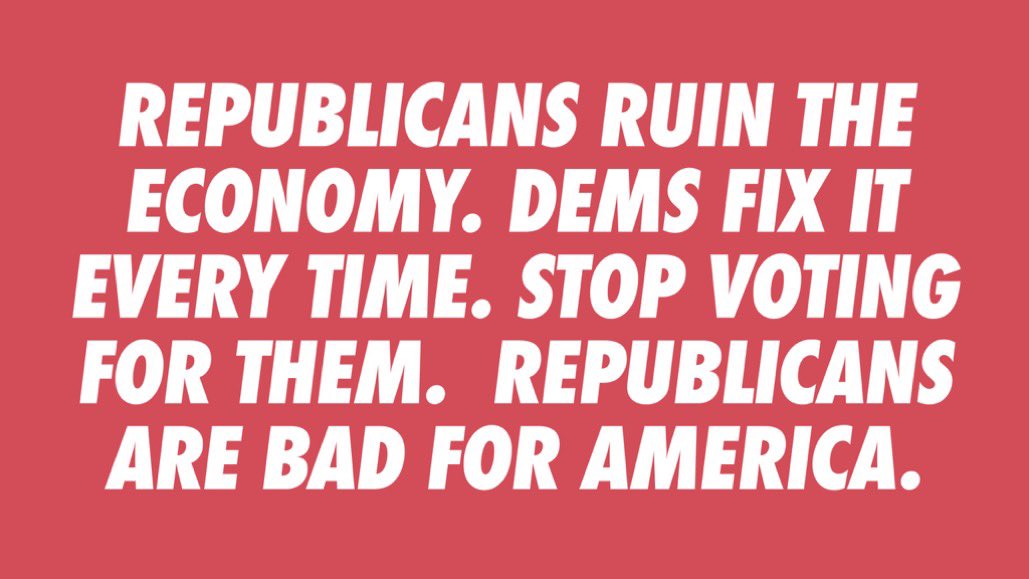 REPUBLICANS RUIN THE
ECONOMY. DEMS FIX IT
EVERY TIME. STOP VOTING
FOR THEM.  REPUBLICANS
ARE BAD FOR AMERICA.